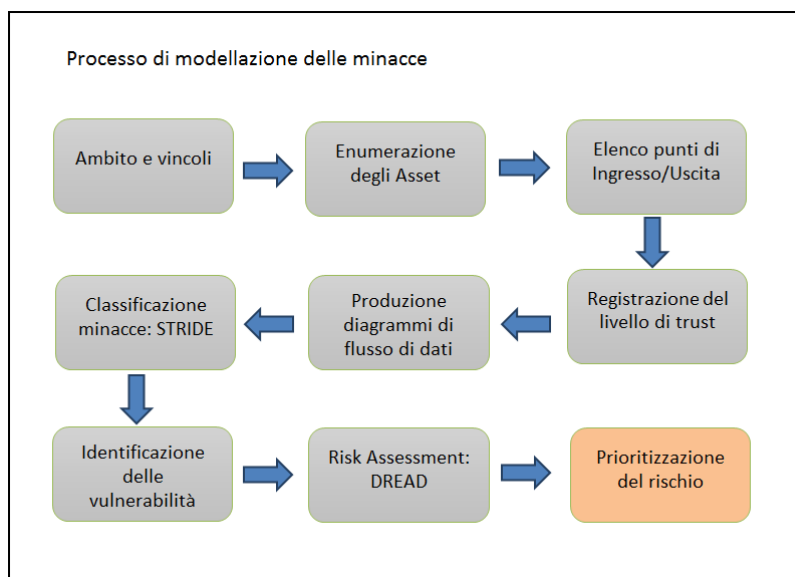 Processo di modellazione delle minacce
Ambito e vincoli
Enumerazione
degli Asset
Elenco punti di
Ingresso/Uscita
Registrazione del
livello di trust
Produzione
diagrammi di
flusso di dati
Classificazione
minacce: STRIDE
Identificazione
delle
vulnerabilità
Risk Assessment:
DREAD
Prioritizzazione
del rischio